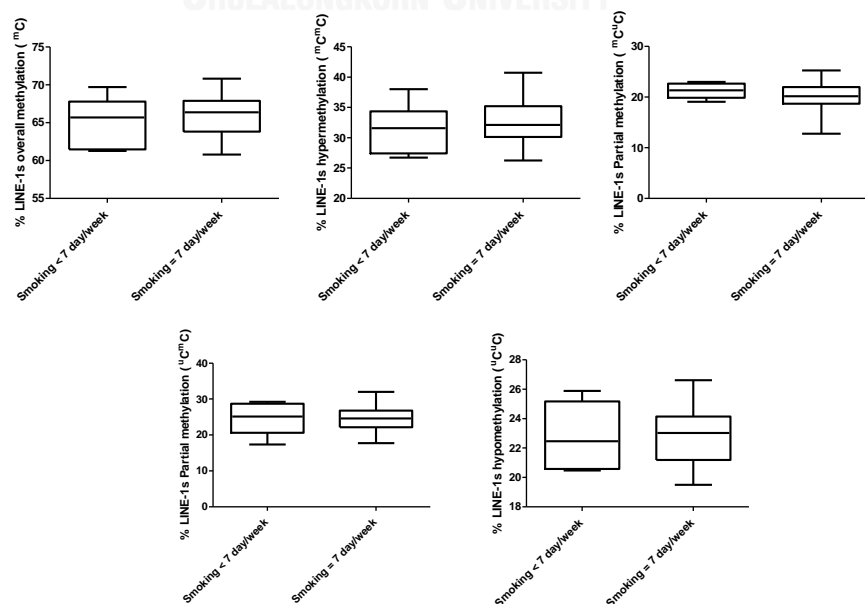 CHULALONGKORN UNIVERSITY
% LINE-1s overall methylation ( ᵐC)
75
70
65
60
55
Smoking < 7 day/week
Smoking = 7 day/week
% LINE-1s hypermethylation ( ᵐCᵐC)
45
40
35
30
25
20
Smoking < 7 day/week
Smoking = 7 day/week
% LINE-1s Partial methylation ( ᵐCᵘC)
30
20
10
0
Smoking < 7 day/week
Smoking = 7 day/week
% LINE-1s Partial methylation ( ᵘCᵐC)
40
30
20
10
0
Smoking < 7 day/week
Smoking = 7 day/week
% LINE-1s hypomethylation ( ᵘCᵘC)
28
26
24
22
20
18
Smoking < 7 day/week
Smoking = 7 day/week